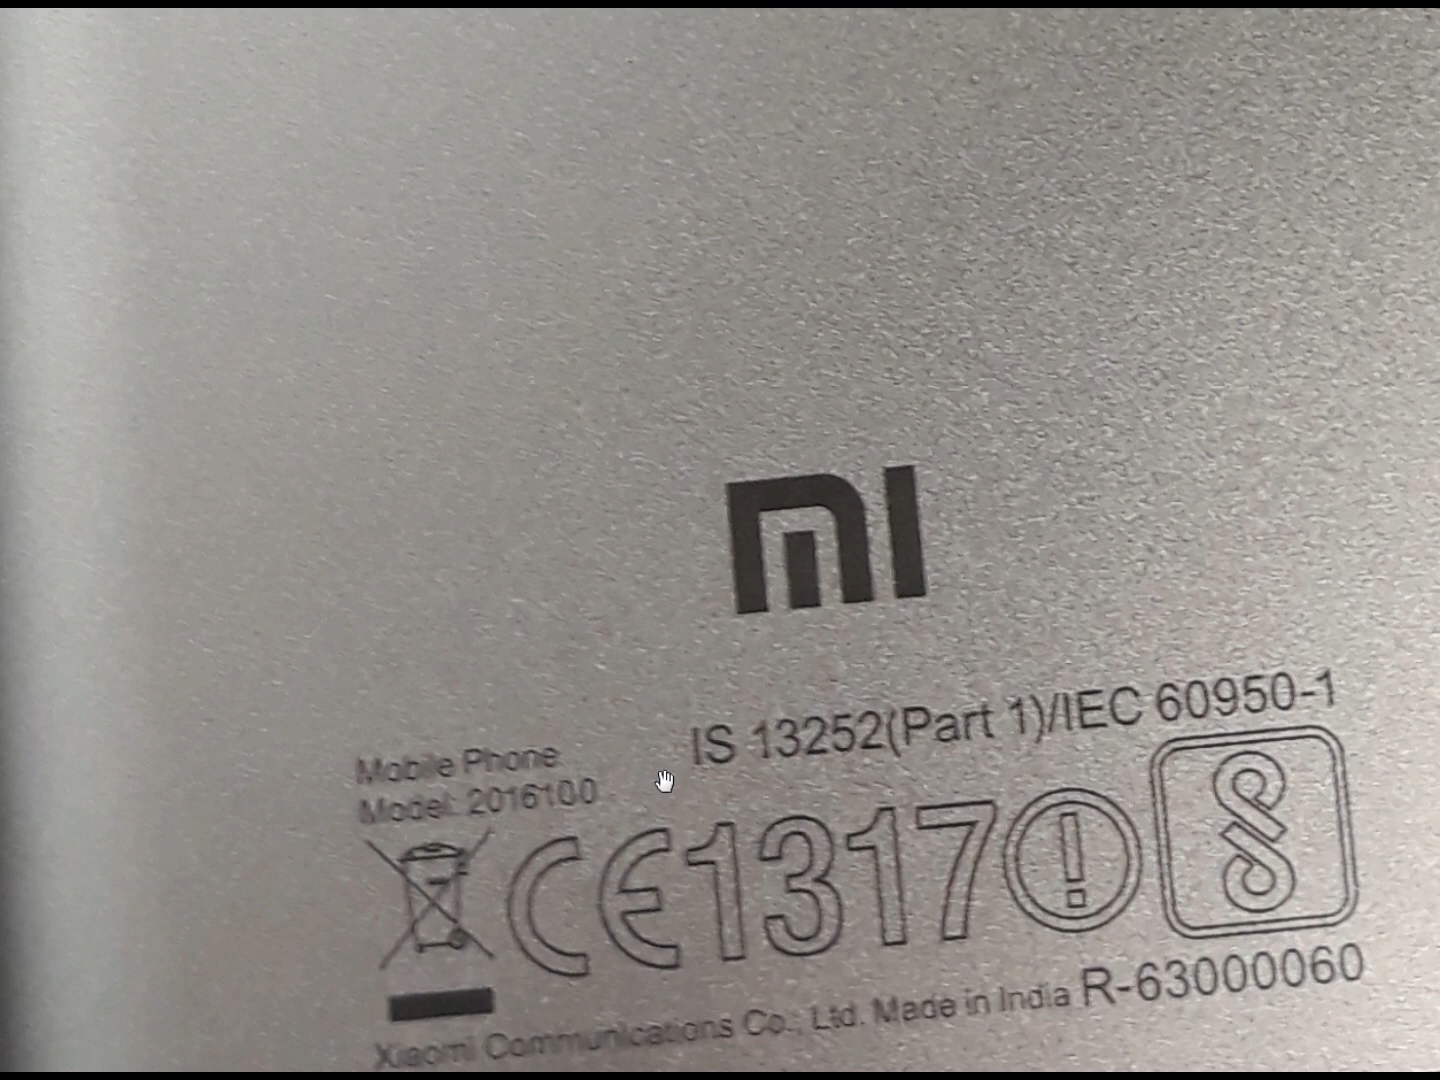 mi
IS 13252(Part 1)/IEC 60950-1
Mobile Phone
Model: 2016100
CE1317
R-63000060
Xiaomi Communications Co., Ltd. Made in India